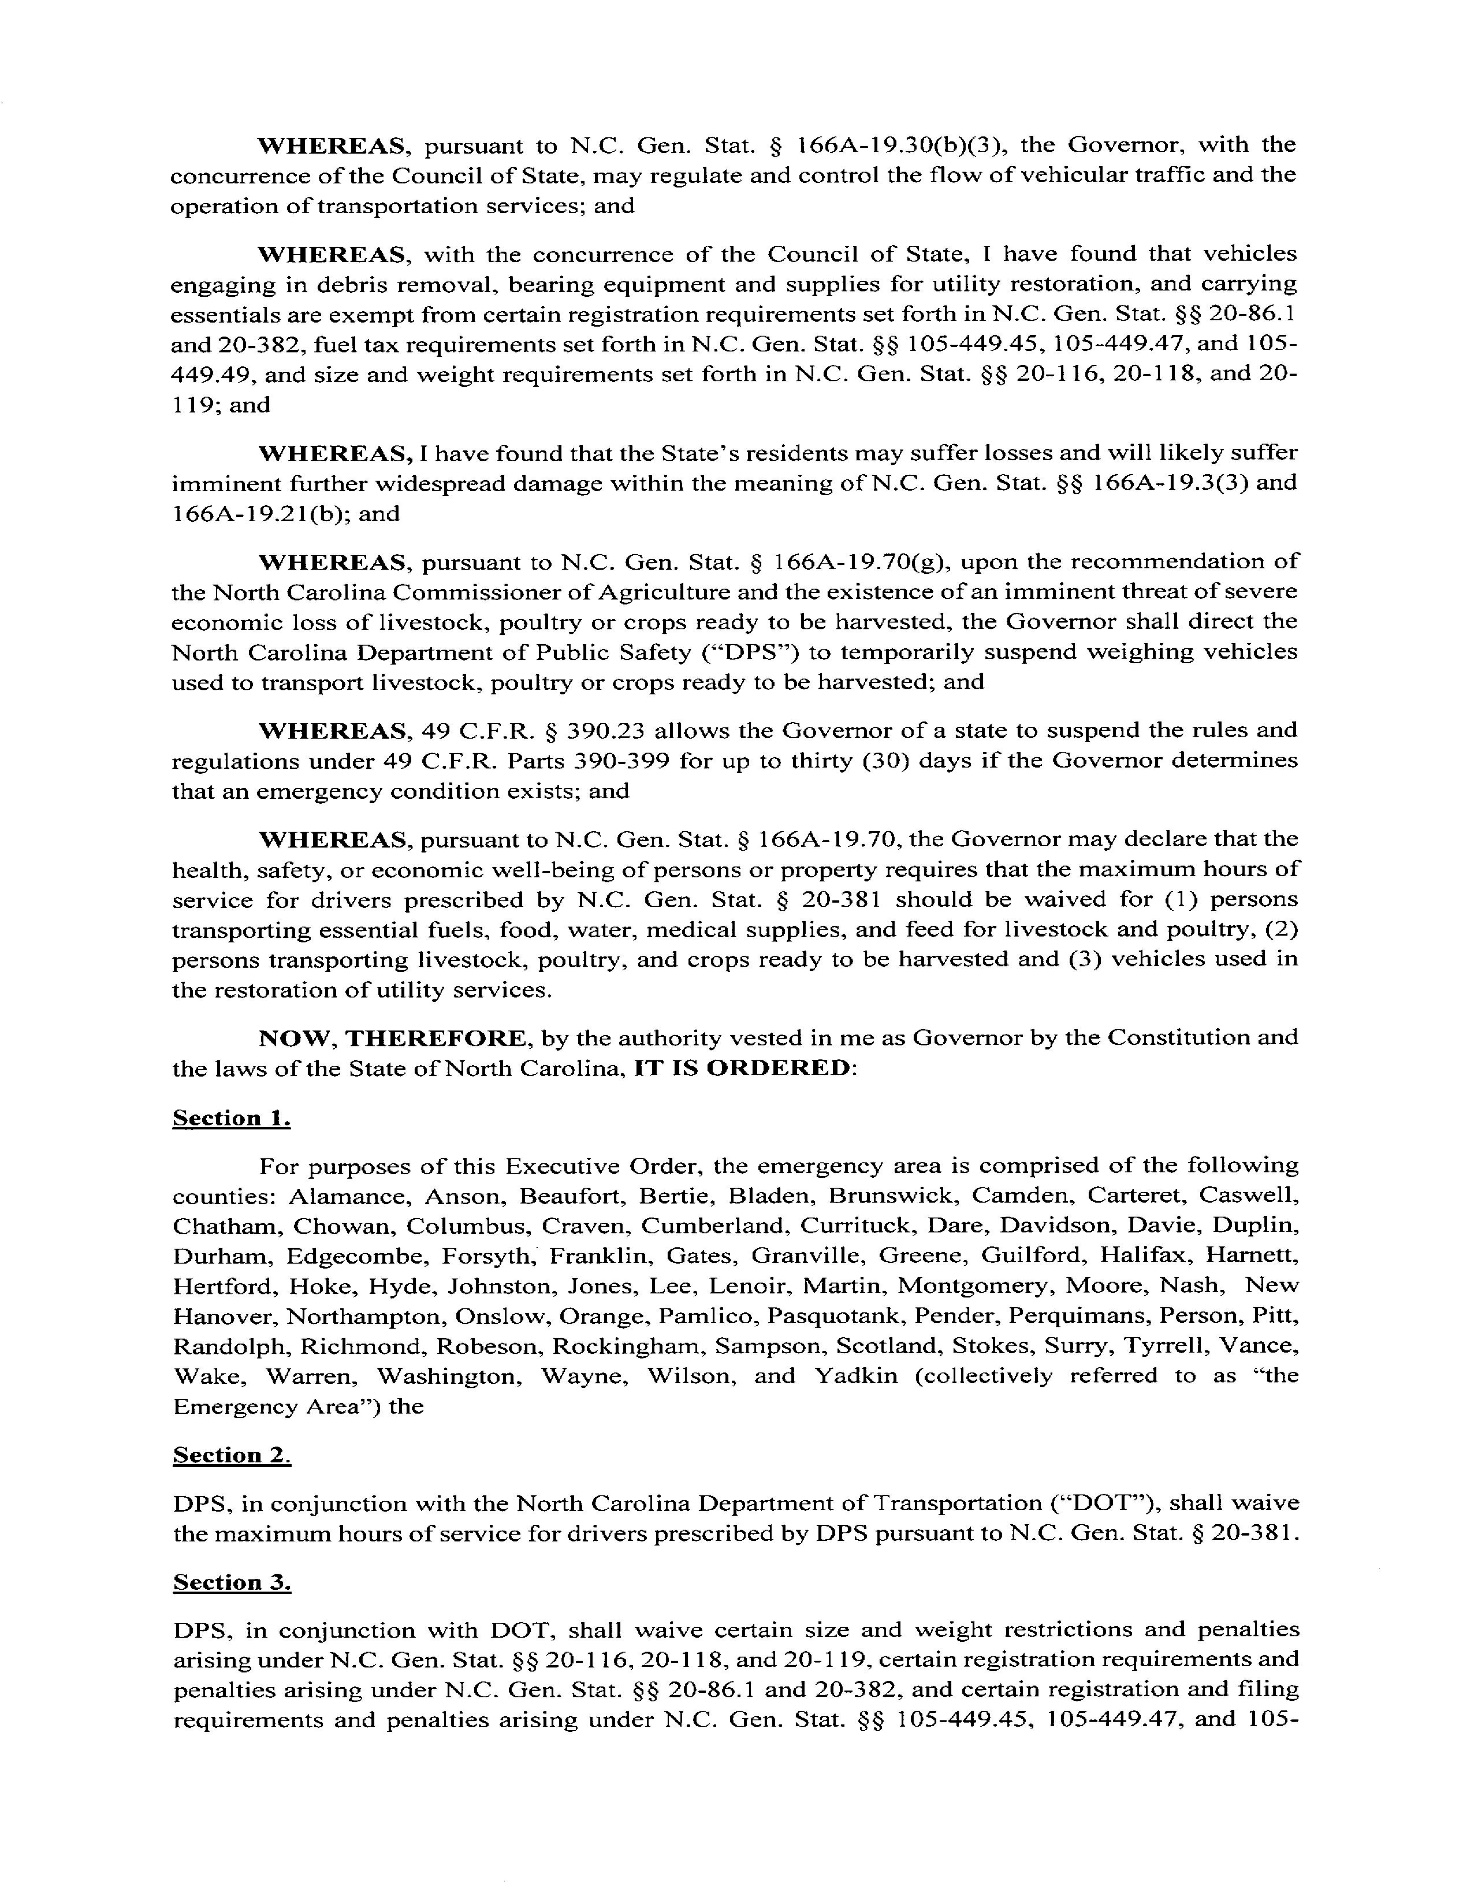 WHEREAS, pursuant to N.C. Gen. Stat. § 166A-19.30(b)(3), the Governor, with the
concurrence of the Council of State, may regulate and control the flow of vehicular traffic and the
operation of transportation services; and
WHEREAS, with the concurrence of the Council of State, I have found that vehicles
engaging in debris removal, bearing equipment and supplies for utility restoration, and carrying
essentials are exempt from certain registration requirements set forth in N.C. Gen. Stat. §§ 20-86.1
and 20-382, fuel tax requirements set forth in N.C. Gen. Stat. §§ 105-449.45, 105-449.47, and 105-
449.49, and size and weight requirements set forth in N.C. Gen. Stat. §§ 20-116, 20-118, and 20-
119; and
WHEREAS, I have found that the State's residents may suffer losses and will likely suffer
imminent further widespread damage within the meaning of N.C. Gen. Stat. §§ 166A-19.3(3) and
166A-19.21(b); and
WHEREAS, pursuant to N.C. Gen. Stat. § 166A-19.70(g), upon the recommendation of
the North Carolina Commissioner of Agriculture and the existence of an imminent threat of severe
economic loss of livestock, poultry or crops ready to be harvested, the Governor shall direct the
North Carolina Department of Public Safety ("DPS") to temporarily suspend weighing vehicles
used to transport livestock, poultry or crops ready to be harvested; and
WHEREAS, 49 C.F.R. § 390.23 allows the Governor of a state to suspend the rules and
regulations under 49 C.F.R. Parts 390-399 for up to thirty (30) days if the Governor determines
that an emergency condition exists; and
WHEREAS, pursuant to N.C. Gen. Stat. § 166A-19.70, the Governor may declare that the
health, safety, or economic well-being of persons or property requires that the maximum hours of
service for drivers prescribed by N.C. Gen. Stat. § 20-381 should be waived for (1) persons
transporting essential fuels, food, water, medical supplies, and feed for livestock and poultry, (2)
persons transporting livestock, poultry, and crops ready to be harvested and (3) vehicles used in
the restoration of utility services.
NOW, THEREFORE, by the authority vested in me as Governor by the Constitution and
the laws of the State of North Carolina, IT IS ORDERED:
Section 1.
For purposes of this Executive Order, the emergency area is comprised of the following
counties: Alamance, Anson, Beaufort, Bertie, Bladen, Brunswick, Camden, Carteret, Caswell,
Chatham, Chowan, Columbus, Craven, Cumberland, Currituck, Dare, Davidson, Davie, Duplin,
Durham, Edgecombe, Forsyth, Franklin, Gates, Granville, Greene, Guilford, Halifax, Harnett,
Hertford, Hoke, Hyde, Johnston, Jones, Lee, Lenoir, Martin, Montgomery, Moore, Nash, New
Hanover, Northampton, Onslow, Orange, Pamlico, Pasquotank, Pender, Perquimans, Person, Pitt,
Randolph, Richmond, Robeson, Rockingham, Sampson, Scotland, Stokes, Surry, Tyrrell, Vance,
Wake, Warren, Washington, Wayne, Wilson, and Yadkin (collectively referred to as "the
Emergency Area") the
Section 2.
DPS, in conjunction with the North Carolina Department of Transportation ("DOT"), shall waive
the maximum hours of service for drivers prescribed by DPS pursuant to N.C. Gen. Stat. § 20-381.
Section 3.
DPS, in conjunction with DOT, shall waive certain size and weight restrictions and penalties
arising under N.C. Gen. Stat. §§ 20-116, 20-118, and 20-119, certain registration requirements and
penalties arising under N.C. Gen. Stat. §§ 20-86.1 and 20-382, and certain registration and filing
requirements and penalties arising under N.C. Gen. Stat. §§ 105-449.45, 105-449.47, and 105-